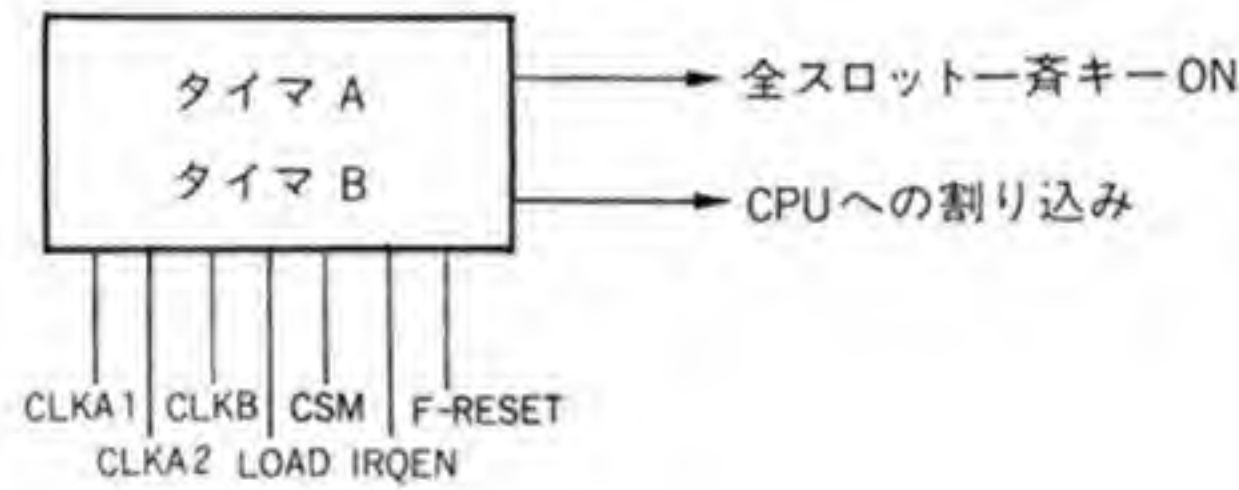 タイマ A
タイマ B
全スロット一斉キーON
CPUへの割り込み
CLKA1 CLKB CSM F-RESET
CLKA2 LOAD IRQEN